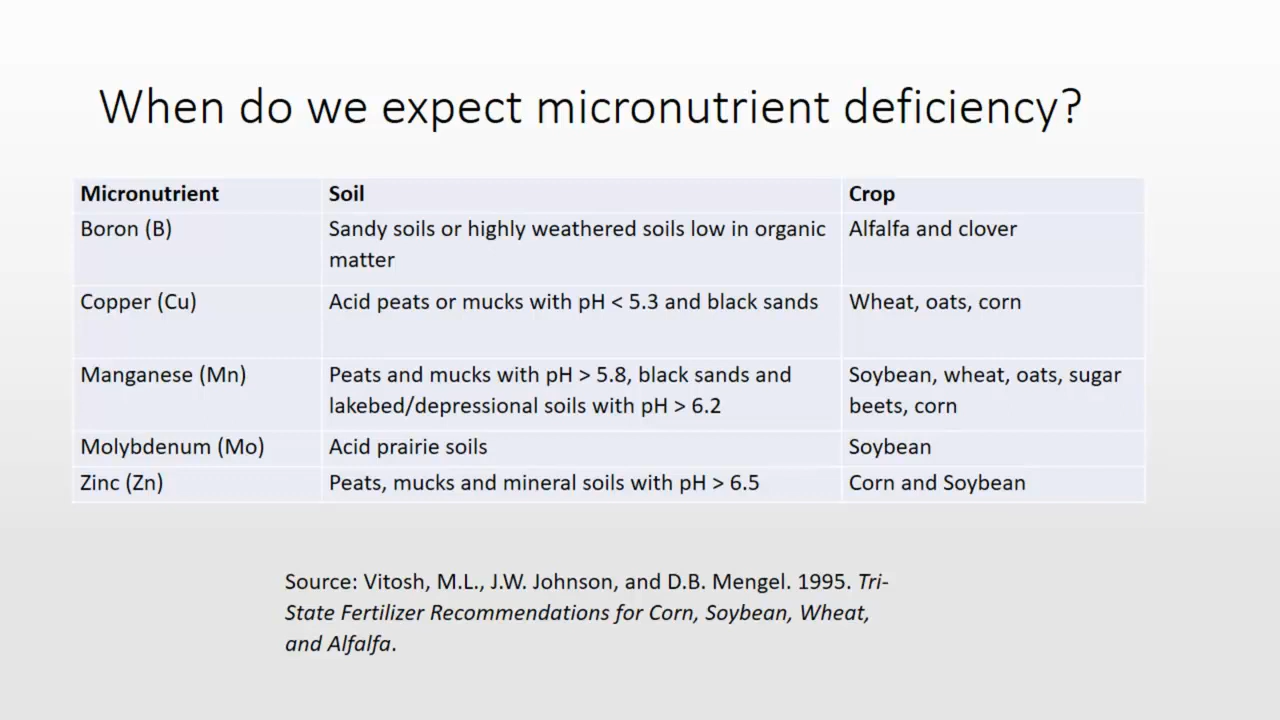 When do we expect micronutrient deficiency?
Micronutrient Soil Crop
Boron (B) Sandy soils or highly weathered soils low in organic Alfalfa and clover
matter
Copper (Cu) Acid peats or mucks with pH < 5.3 and black sands Wheat, oats, corn
Manganese (Mn) Peats and mucks with pH > 5.8, black sands and Soybean, wheat, oats, sugar
lakebed/depressional soils with pH > 6.2 beets, corn
Molybdenum (Mo) Acid prairie soils Soybean
Zinc (Zn) Peats, mucks and mineral soils with pH > 6.5 Corn and Soybean
Source: Vitosh, M.L., J.W. Johnson, and D.B. Mengel. 1995. Tri-
State Fertilizer Recommendations for Corn, Soybean, Wheat,
and Alfalfa.